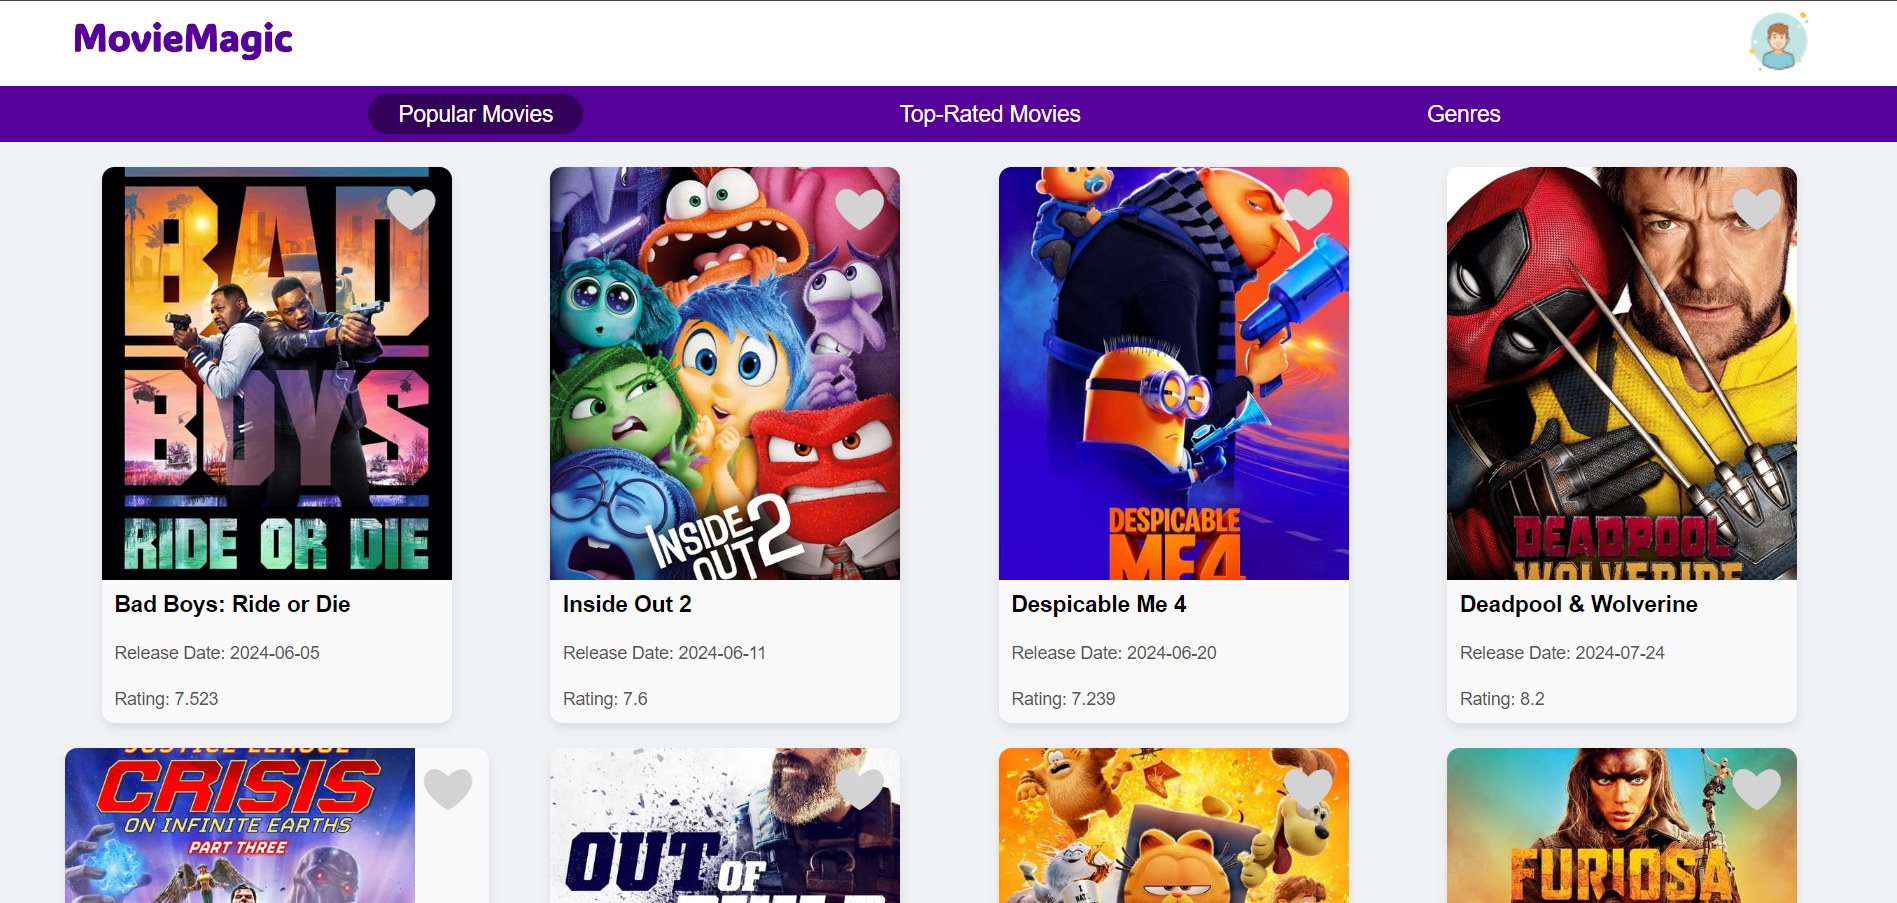 MovieMagic
Popular Movies
Top-Rated Movies
Genres
BAD
BOYS
RIDE OR DIE
INSIDE
OUT 2
DESPICABLE
ME 4
DEADPOOL
WOLVERINE
Bad Boys: Ride or Die
Release Date: 2024-06-05
Rating: 7.523
Inside Out 2
Release Date: 2024-06-11
Rating: 7.6
Despicable Me 4
Release Date: 2024-06-20
Rating: 7.239
Deadpool & Wolverine
Release Date: 2024-07-24
Rating: 8.2
JUSTICE LEAGUE
CRISIS
ON INFINITE EARTHS
PART THREE
OUT OF
FURIOSA